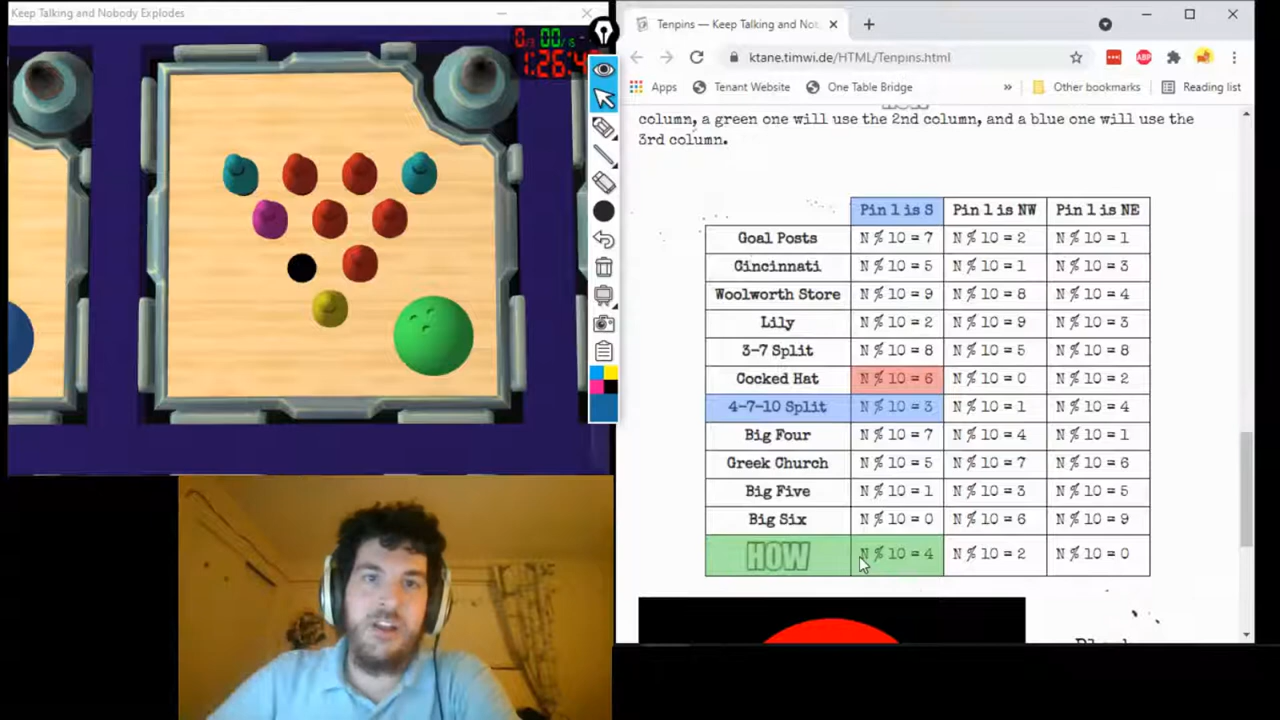 Keep Talking and Nobody Explodes
Tenpins — Keep Talking and No
ktane.timwi.de/HTML/Tenpins.html
Apps
Tenant Website
One Table Bridge
»
Other bookmarks
Reading list
HOW
column, a green one will use the 2nd column, and a blue one will use the
3rd column.
Pin 1 is S Pin 1 is NW Pin 1 is NE
Goal Posts N % 10 = 7 N % 10 = 2 N % 10 = 1
Cincinnati N % 10 = 5 N % 10 = 1 N % 10 = 3
Woolworth Store N % 10 = 9 N % 10 = 8 N % 10 = 4
Lily N % 10 = 2 N % 10 = 9 N % 10 = 3
3-7 Split N % 10 = 8 N % 10 = 5 N % 10 = 8
Cocked Hat N % 10 = 6 N % 10 = 0 N % 10 = 2
4-7-10 Split N % 10 = 3 N % 10 = 1 N % 10 = 4
Big Four N % 10 = 7 N % 10 = 4 N % 10 = 1
Greek Church N % 10 = 5 N % 10 = 7 N % 10 = 6
Big Five N % 10 = 1 N % 10 = 3 N % 10 = 5
Big Six N % 10 = 0 N % 10 = 6 N % 10 = 9
HOW N % 10 = 4 N % 10 = 2 N % 10 = 0